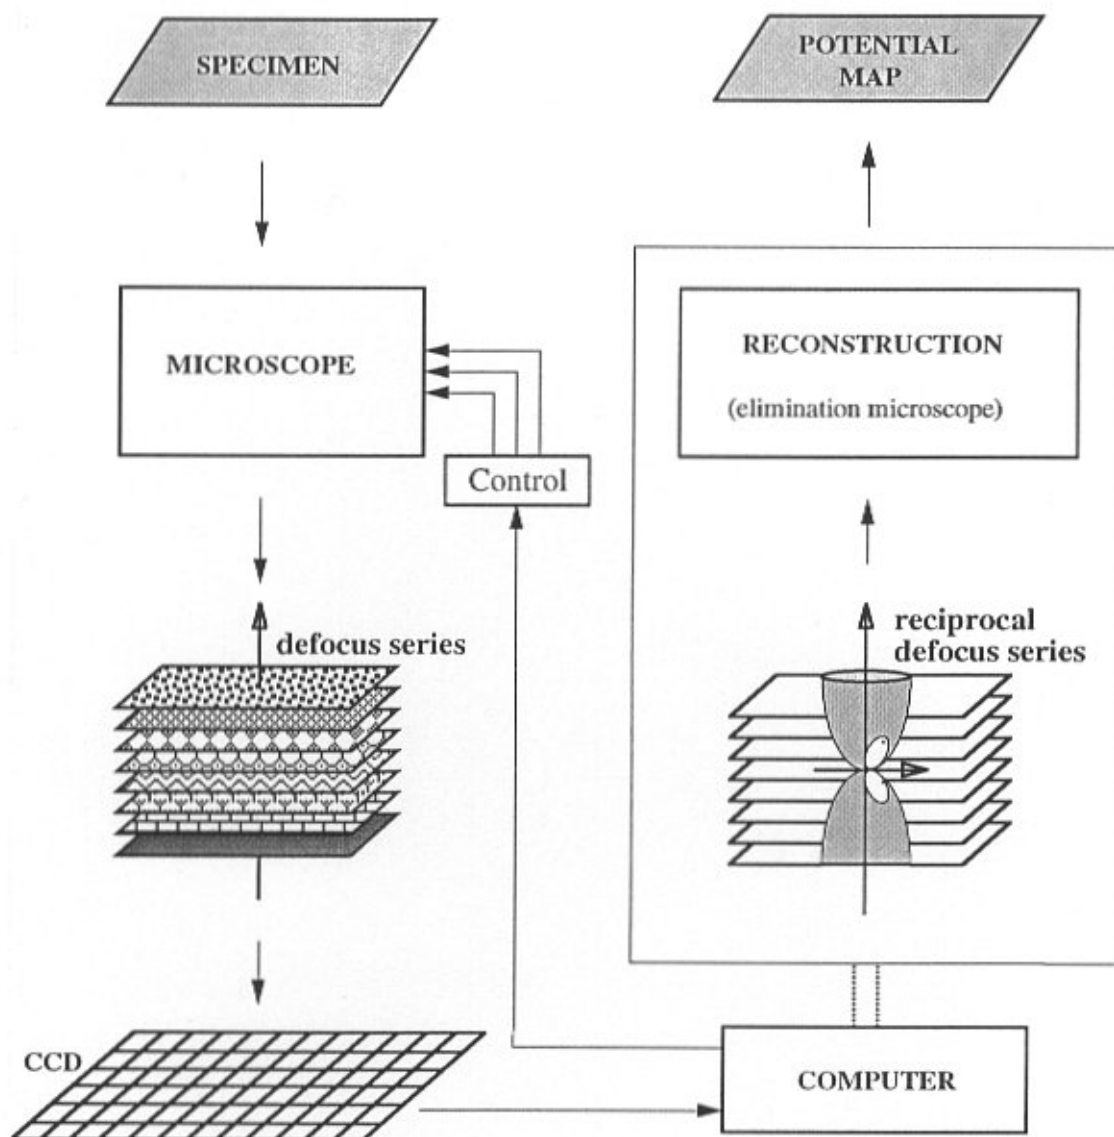 SPECIMEN
POTENTIAL
MAP
MICROSCOPE
RECONSTRUCTION
(elimination microscope)
Control
defocus series
reciprocal
defocus series
CCD
COMPUTER